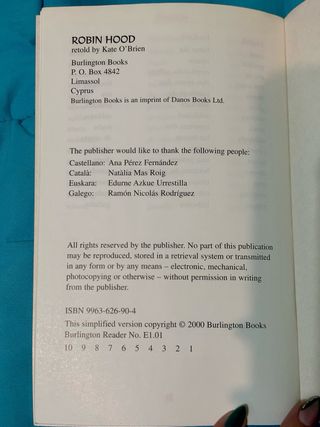 ROBIN HOOD
retold by Kate O'Brien
Burlington Books
P. O. Box 4842
Limassol
Cyprus
Burlington Books is an imprint of Danos Books Ltd.
The publisher would like to thank the following people:
Castellano: Ana Pérez Fernández
Català: Natàlia Mas Roig
Euskara: Edurne Azkue Urrestilla
Galego: Ramón Nicolás Rodríguez
All rights reserved by the publisher. No part of this publication
may be reproduced, stored in a retrieval system or transmitted
in any form or by any means – electronic, mechanical,
photocopying or otherwise – without permission in writing
from the publisher.
ISBN 9963-626-90-4
This simplified version copyright © 2000 Burlington Books
Burlington Reader No. E1.01
10 9 8 7 6 5 4 3 2 1